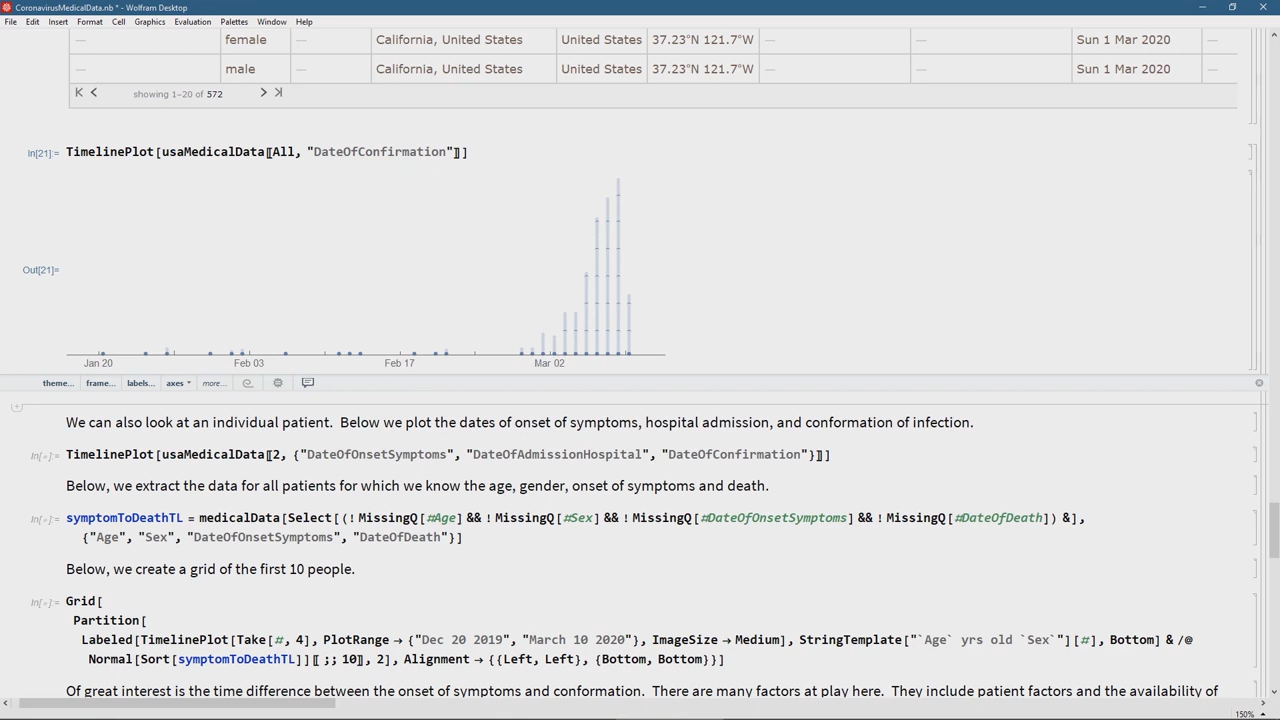 CoronavirusMedicalData.nb * - Wolfram Desktop
File Edit Insert Format Cell Graphics Evaluation Palettes Window Help
— female — California, United States United States 37.23°N 121.7°W — — Sun 1 Mar 2020 —
— male — California, United States United States 37.23°N 121.7°W — — Sun 1 Mar 2020 —
showing 1–20 of 572
In[21]:= TimelinePlot[usaMedicalData〚All, "DateOfConfirmation"〛]
Out[21]=
Jan 20 Feb 03 Feb 17 Mar 02
theme... frame... labels... axes more...
We can also look at an individual patient. Below we plot the dates of onset of symptoms, hospital admission, and conformation of infection.
In[ₒ]:= TimelinePlot[usaMedicalData〚2, {"DateOfOnsetSymptoms", "DateOfAdmissionHospital", "DateOfConfirmation"}〛]
Below, we extract the data for all patients for which we know the age, gender, onset of symptoms and death.
In[ₒ]:= symptomToDeathTL = medicalData[Select[(! MissingQ[#Age] && ! MissingQ[#Sex] && ! MissingQ[#DateOfOnsetSymptoms] && ! MissingQ[#DateOfDeath]) &],
{"Age", "Sex", "DateOfOnsetSymptoms", "DateOfDeath"}]
Below, we create a grid of the first 10 people.
In[ₒ]:= Grid[
Partition[
Labeled[TimelinePlot[Take[#, 4], PlotRange → {"Dec 20 2019", "March 10 2020"}, ImageSize → Medium], StringTemplate["`Age` yrs old `Sex`"][#], Bottom] & /@
Normal[Sort[symptomToDeathTL]]〚 ;; 10〛, 2], Alignment → {{Left, Left}, {Bottom, Bottom}}]
Of great interest is the time difference between the onset of symptoms and conformation. There are many factors at play here. They include patient factors and the availability of
150%